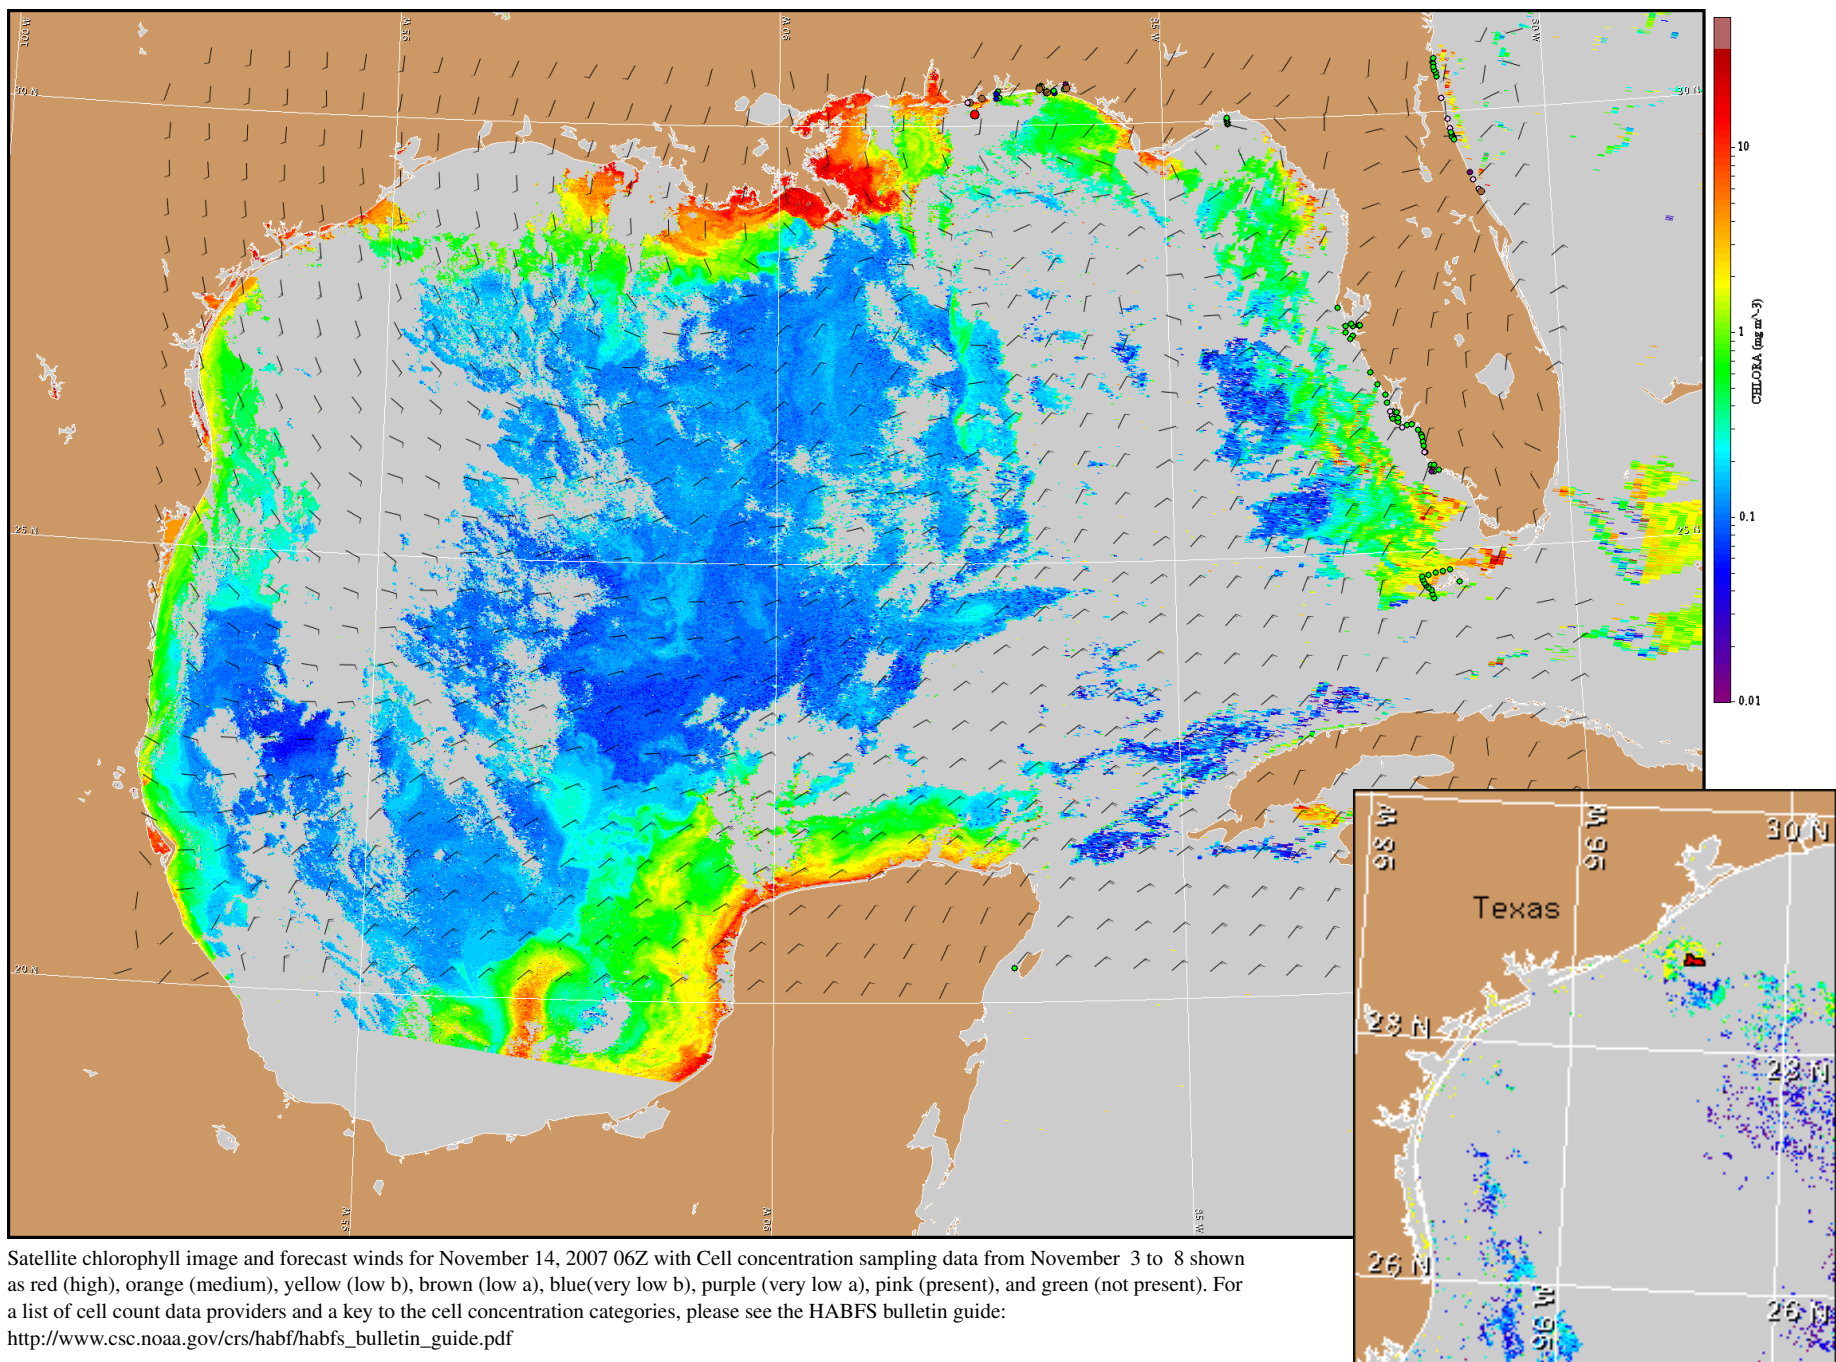 100 W
95 W
90 W
85 W
80 W
30 N
30 N
10
1
CHLORA (mg m^-3)
0.1
0.01
25 N
25 N
20 N
95 W
90 W
85 W
98 W
96 W
30 N
Texas
28 N
28 N
26 N
26 N
96 W
Satellite chlorophyll image and forecast winds for November 14, 2007 06Z with Cell concentration sampling data from November 3 to 8 shown
as red (high), orange (medium), yellow (low b), brown (low a), blue(very low b), purple (very low a), pink (present), and green (not present). For
a list of cell count data providers and a key to the cell concentration categories, please see the HABFS bulletin guide:
http://www.csc.noaa.gov/crs/habf/habfs_bulletin_guide.pdf